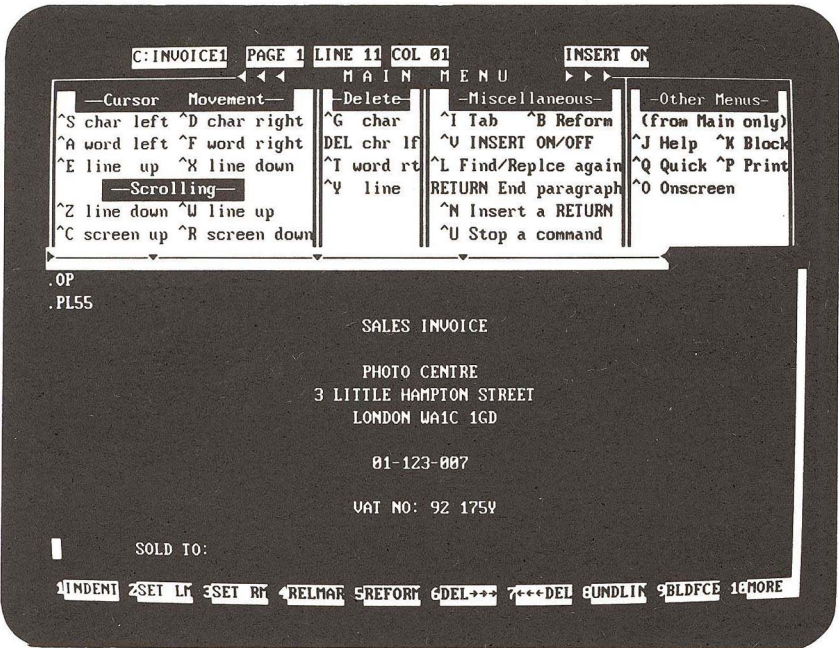 C:INVOICE1 PAGE 1 LINE 11 COL 01 INSERT ON
M A I N M E N U
—Cursor Movement— -Delete- -Miscellaneous- -Other Menus-
^S char left ^D char right ^G char ^I Tab ^B Reform (from Main only)
^A word left ^F word right DEL chr lf ^V INSERT ON/OFF ^J Help ^K Block
^E line up ^X line down ^T word rt ^L Find/Replce again ^Q Quick ^P Print
—Scrolling— ^Y line RETURN End paragraph ^O Onscreen
^Z line down ^W line up ^N Insert a RETURN
^C screen up ^R screen down ^U Stop a command
.OP
.PL55
SALES INVOICE
PHOTO CENTRE
3 LITTLE HAMPTON STREET
LONDON WA1C 1GD
01-123-007
VAT NO: 92 175Y
SOLD TO:
1INDENT 2SET LM 3SET RM 4RELMAR 5REFORM 6DEL→→→ 7←←←DEL 8UNDLIN 9BLDFCE 10MORE